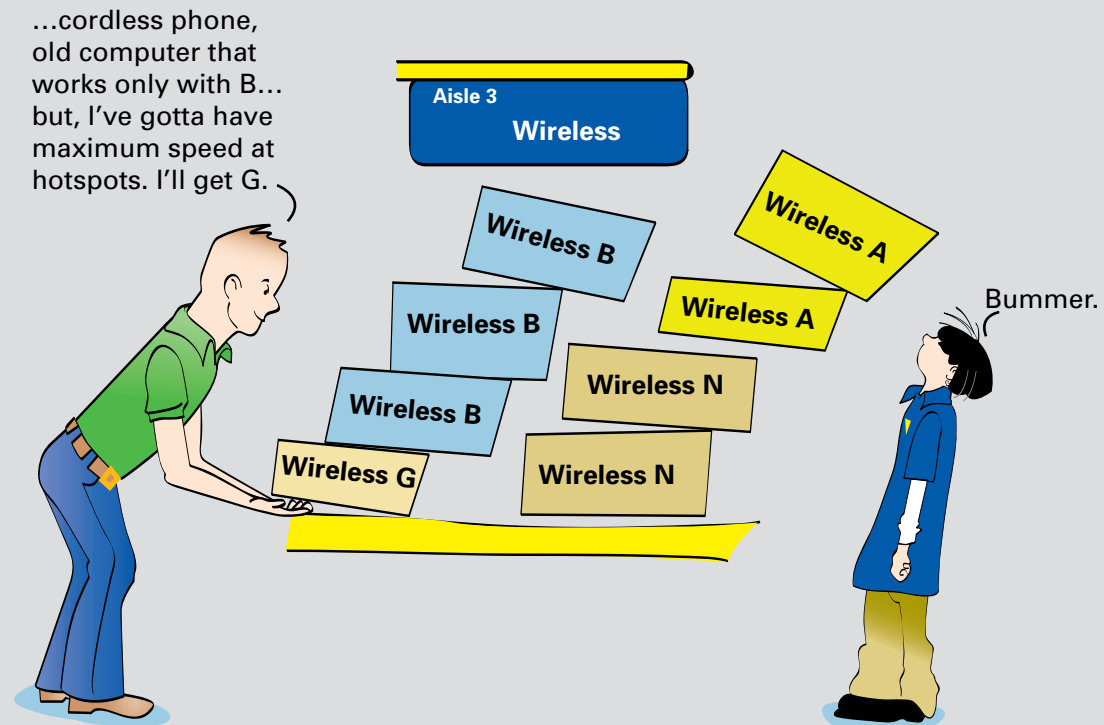 …cordless phone,
old computer that
works only with B…
but, I've gotta have
maximum speed at
hotspots. I'll get G.
Aisle 3
Wireless
Wireless B
Wireless A
Wireless B
Wireless A
Wireless B
Wireless N
Wireless G
Wireless N
Bummer.